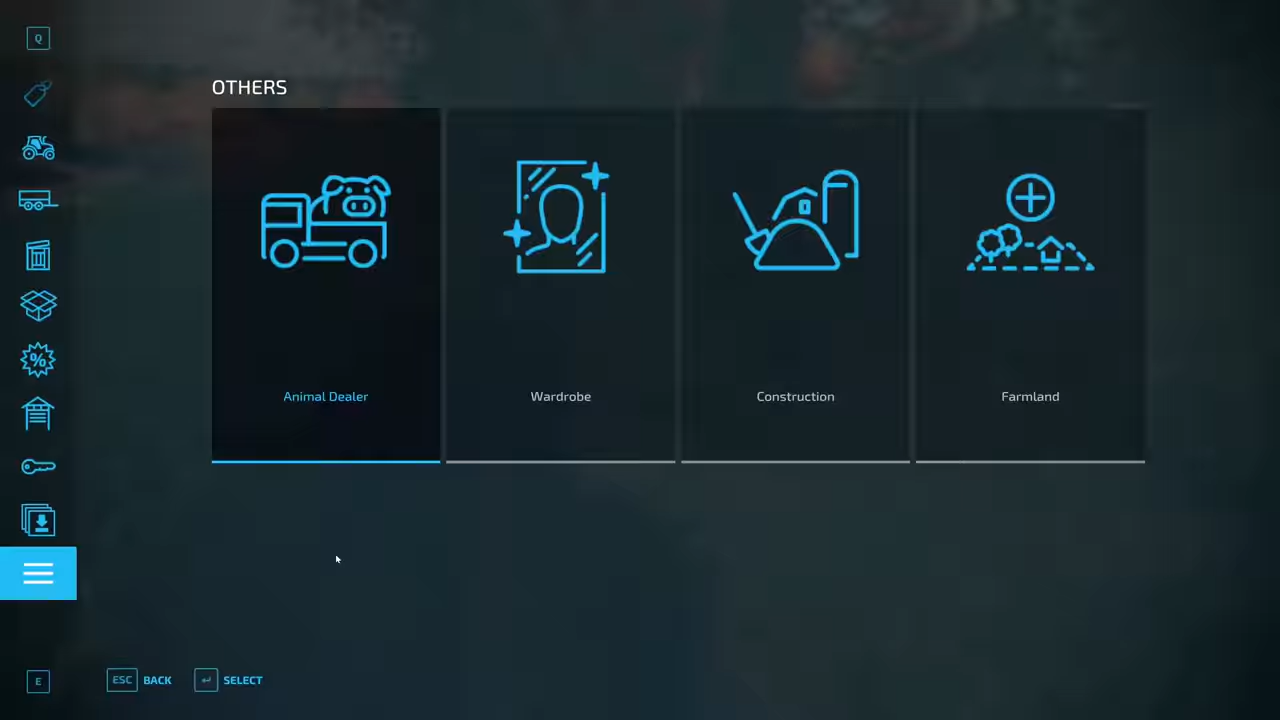 Q
OTHERS
%
Animal Dealer
Wardrobe
Construction
Farmland
E
ESC BACK
↵ SELECT